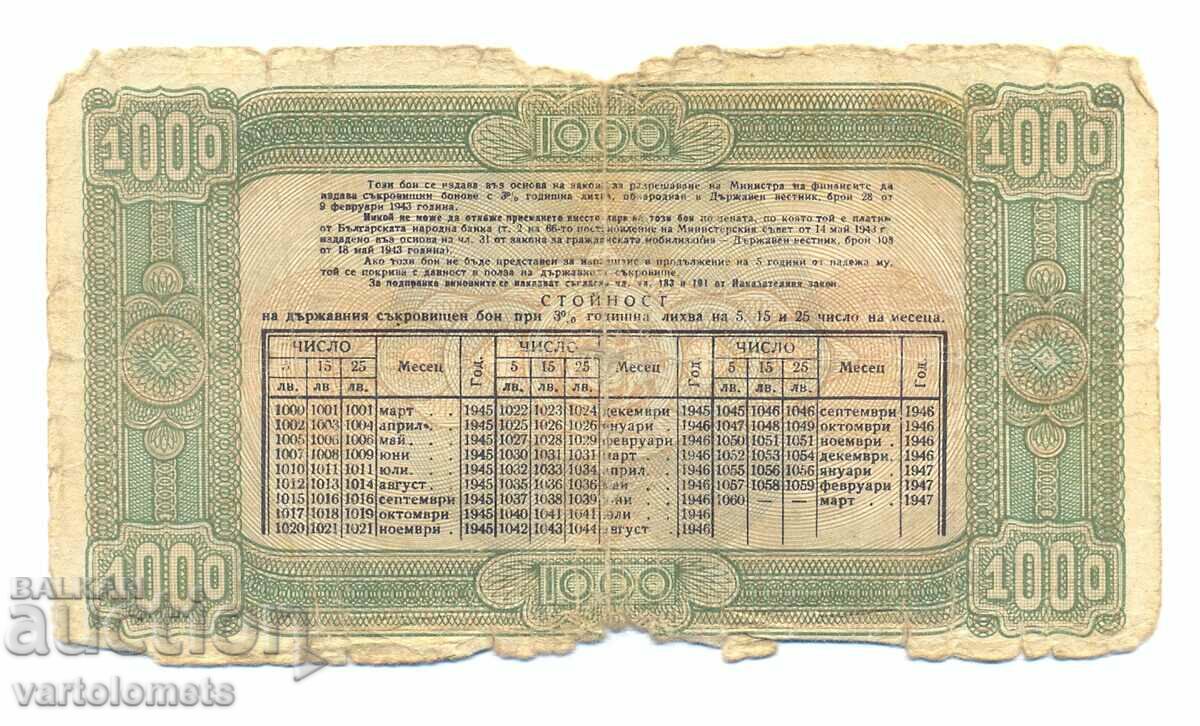 1000 1000 1000
Този бон се издава въз основа на закона за разрешаване на Министра на финансите да
издава съкровищни бонове с 3% годишна лихва, обнародван в Държавен вестник, брой 28 от
9 февруари 1943 година.
Никой не може да откаже приемането вместо пари на този бон по цената, по която той е платим
от Българската народна банка (т. 2 на 66-то постановление на Министерския съвет от 14 май 1943 г.
издадено въз основа на чл. 31 от закона за гражданската мобилизация – Държавен вестник, брой 108
от 18 май 1943 година).
Ако този бон не бъде представен за изплащане в продължение на 5 години от падежа му,
той се покрива с давност в полза на държавното съкровище.
За подправка виновните се наказват съгласно чл. чл. 183 и 191 от Наказателния закон
СТОЙНОСТ
на държавния съкровищен бон при 3% годишна лихва на 5, 15 и 25 число на месеца.
ЧИСЛО Месец Год. ЧИСЛО Месец Год. ЧИСЛО Месец Год.
5 15 25 5 15 25 5 15 25
лв. лв. лв. лв. лв. лв. лв. лв. лв.
1000 1001 1001 март . . 1945 1022 1023 1024 декември 1945 1045 1046 1046 септември 1946
1002 1003 1004 април . 1945 1025 1026 1026 януари . 1946 1047 1048 1049 октомври 1946
1005 1006 1006 май . . 1945 1027 1028 1029 февруари 1946 1050 1051 1051 ноември . 1946
1007 1008 1009 юни . . 1945 1030 1031 1031 март . . 1946 1052 1053 1054 декември. 1946
1010 1011 1011 юли . . 1945 1032 1033 1034 април . . 1946 1055 1056 1056 януари . 1947
1012 1013 1014 август . 1945 1035 1036 1036 май . . 1946 1057 1058 1059 февруари 1947
1015 1016 1016 септември 1945 1037 1038 1039 юни . . 1946 1060 — — март . 1947
1017 1018 1019 октомври 1945 1040 1041 1041 юли . . 1946
1020 1021 1021 ноември . 1945 1042 1043 1044 август . 1946
1000 1000 1000
BALKAN
auction
vartolomets